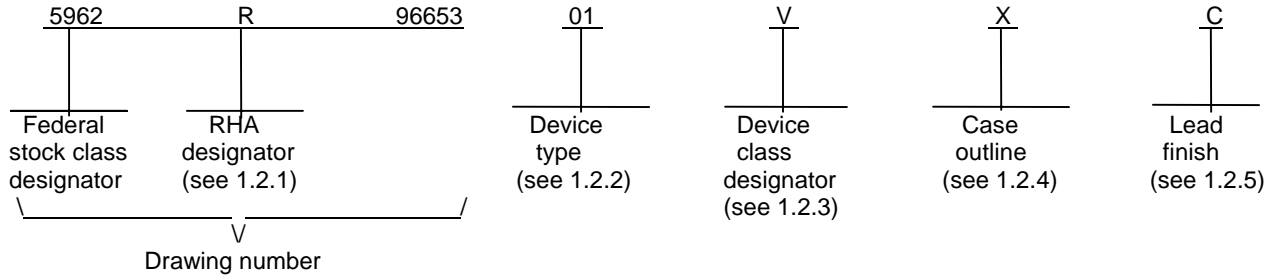 5962 R 96653 01 V X C
Federal stock class designator
RHA designator (see 1.2.1)
Device type (see 1.2.2)
Device class designator (see 1.2.3)
Case outline (see 1.2.4)
Lead finish (see 1.2.5)
Drawing number